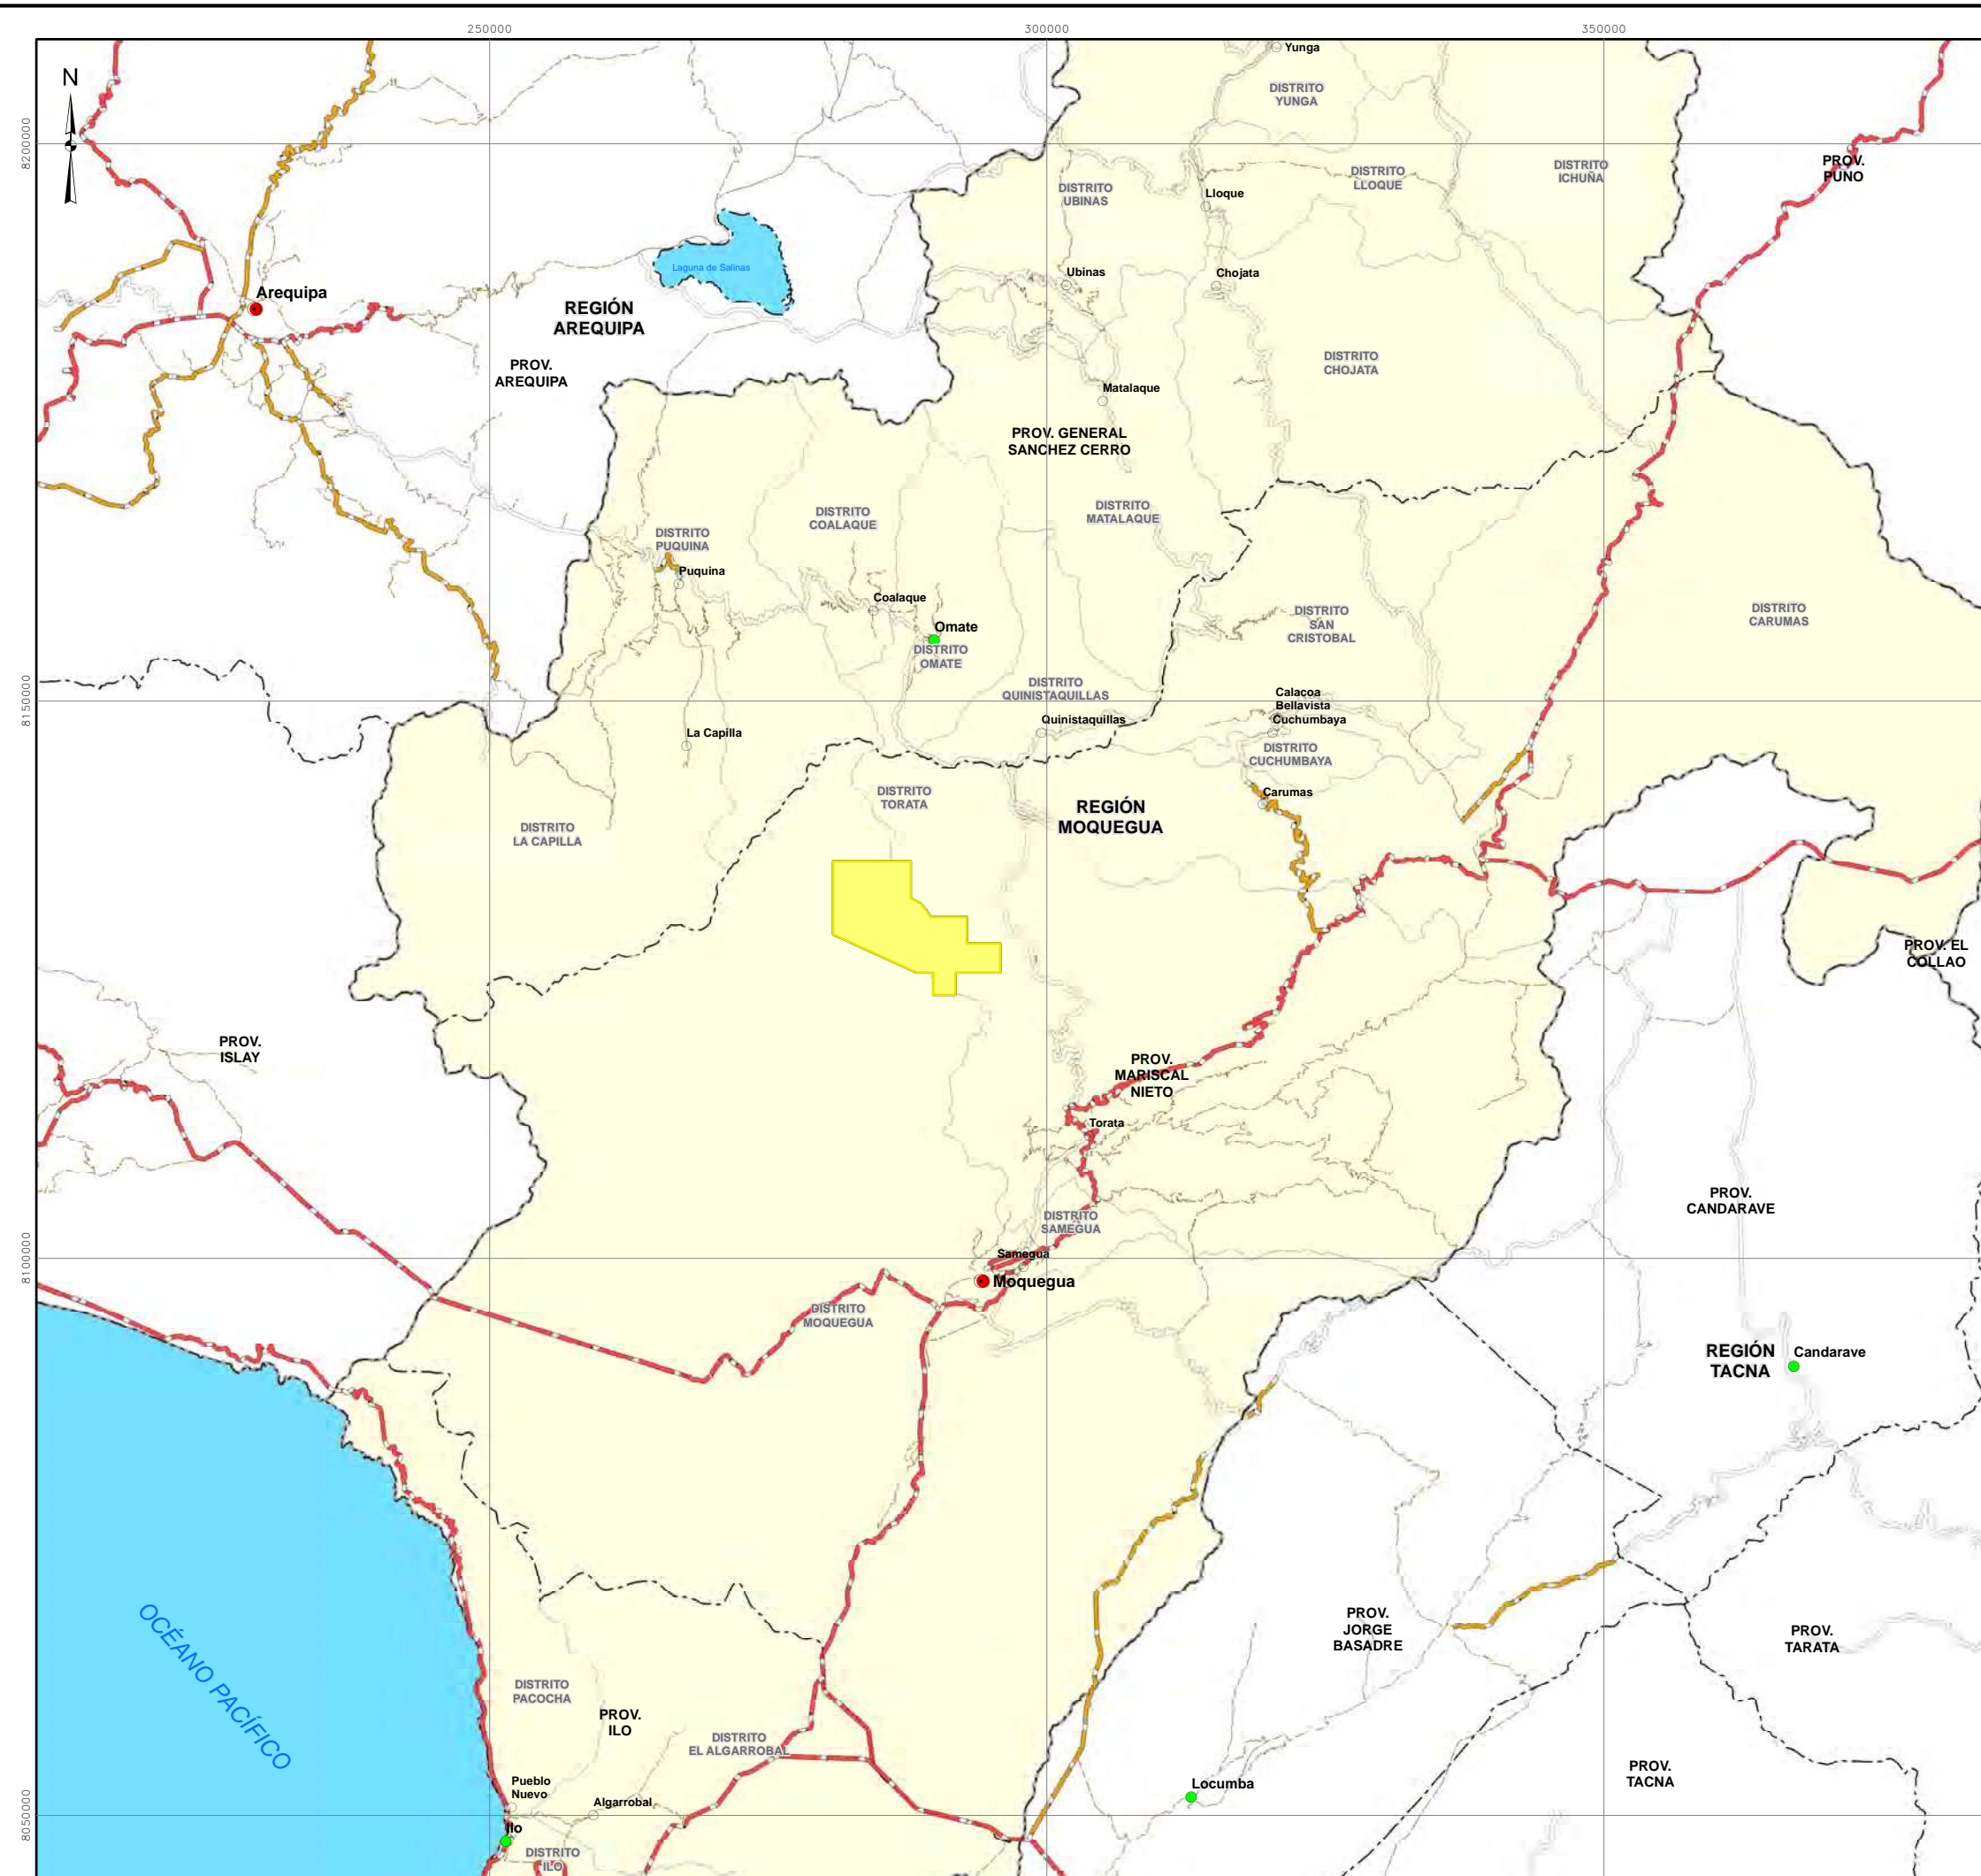 250000
300000
350000
N
8200000
8150000
8100000
8050000
Yunga
DISTRITO
YUNGA
PROV.
PUNO
DISTRITO
UBINAS
Lloque
DISTRITO
LLOQUE
DISTRITO
ICHUÑA
Laguna de Salinas
Ubinas
Chojata
Arequipa
REGIÓN
AREQUIPA
PROV.
AREQUIPA
DISTRITO
CHOJATA
Matalaque
PROV. GENERAL
SANCHEZ CERRO
DISTRITO
COALAQUE
DISTRITO
MATALAQUE
DISTRITO
PUQUINA
Puquina
Coalaque
Omate
DISTRITO
OMATE
DISTRITO
SAN
CRISTOBAL
DISTRITO
CARUMAS
DISTRITO
QUINISTAQUILLAS
Quinistaquillas
Calacoa
Bellavista
Cuchumbaya
DISTRITO
CUCHUMBAYA
La Capilla
DISTRITO
TORATA
Carumas
REGIÓN
MOQUEGUA
DISTRITO
LA CAPILLA
PROV. EL
COLLAO
PROV.
ISLAY
PROV.
MARISCAL
NIETO
Torata
PROV.
CANDARAVE
DISTRITO
SAMEGUA
Samegua
Moquegua
DISTRITO
MOQUEGUA
REGIÓN
TACNA
Candarave
OCÉANO PACÍFICO
PROV.
JORGE
BASADRE
PROV.
TARATA
DISTRITO
PACOCHA
PROV.
ILO
DISTRITO
EL ALGARROBAL
PROV.
TACNA
Pueblo
Nuevo
Algarrobal
Locumba
Ilo
DISTRITO
ILO